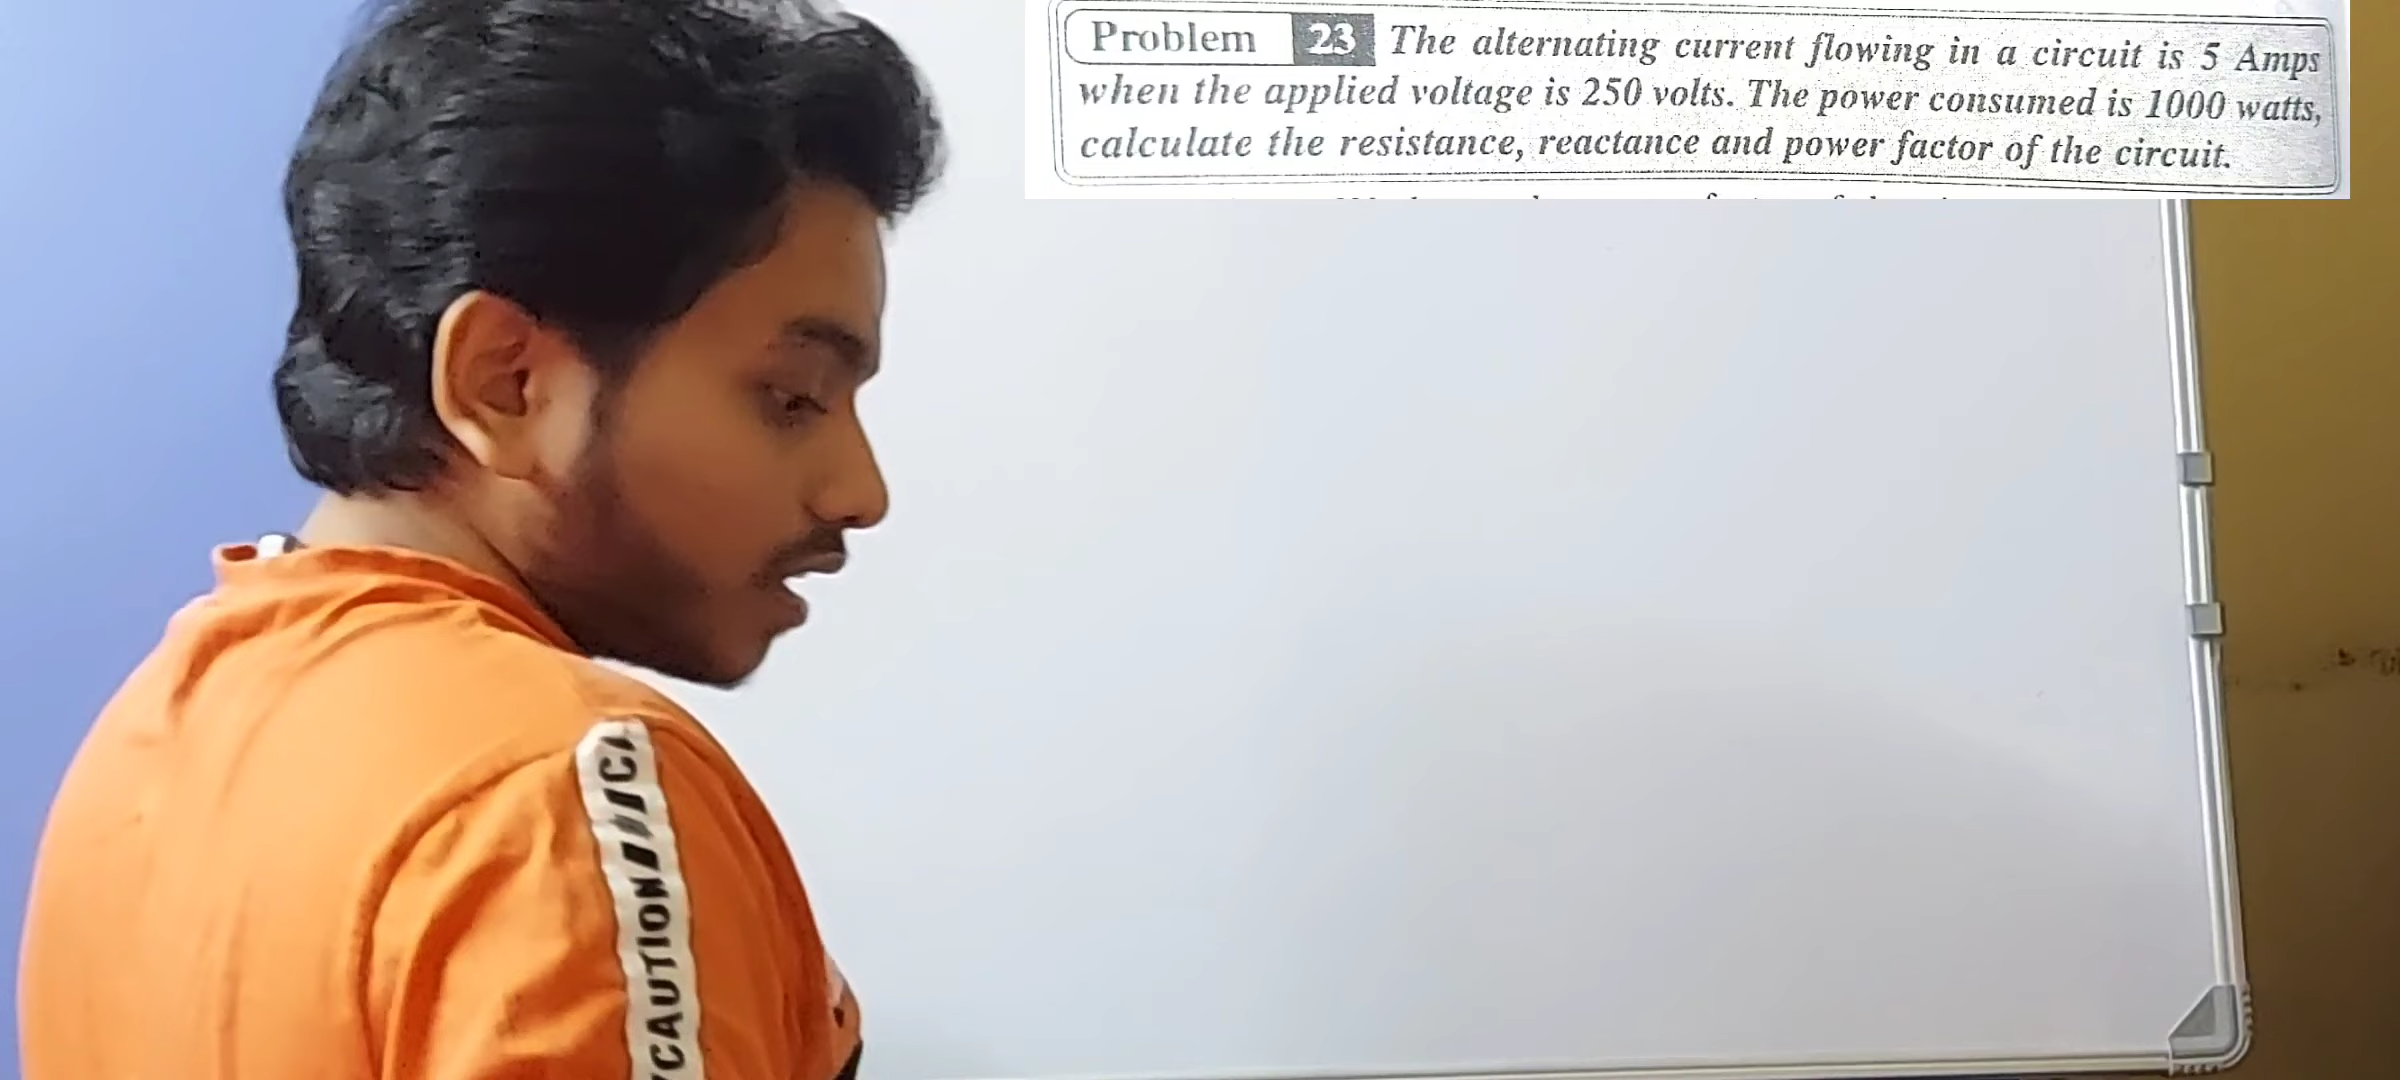 Problem 23 The alternating current flowing in a circuit is 5 Amps
when the applied voltage is 250 volts. The power consumed is 1000 watts,
calculate the resistance, reactance and power factor of the circuit.
CAUTION